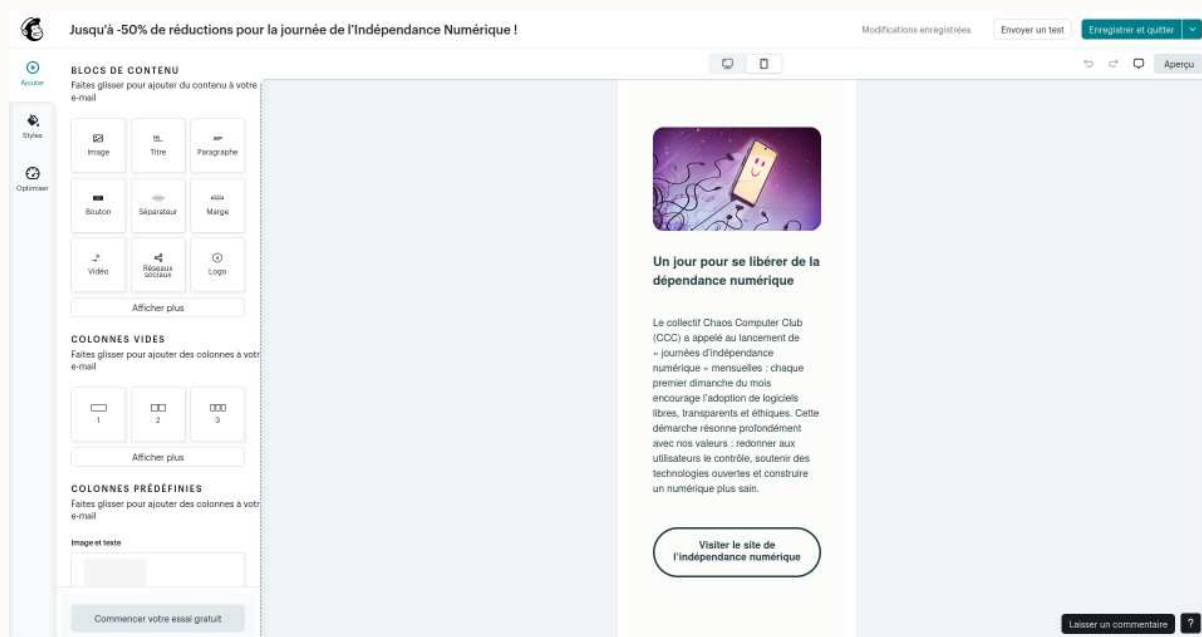 Jusqu'à -50% de réductions pour la journée de l'Indépendance Numérique !
Modifications enregistrées
Envoyer un test
Enregistrer et quitter
Ajouter
Styles
Optimiser
Aperçu
BLOCS DE CONTENU
Faites glisser pour ajouter du contenu à votre
e-mail
Image
Titre
Paragraphe
Bouton
Séparateur
Marge
Vidéo
Réseaux
sociaux
Logo
Afficher plus
COLONNES VIDES
Faites glisser pour ajouter des colonnes à votr
e-mail
1
2
3
Afficher plus
COLONNES PRÉDÉFINIES
Faites glisser pour ajouter des colonnes à votr
e-mail
Image et texte
Commencer votre essai gratuit
Un jour pour se libérer de la
dépendance numérique
Le collectif Chaos Computer Club
(CCC) a appelé au lancement de
« journées d'indépendance
numérique » mensuelles : chaque
premier dimanche du mois
encourage l'adoption de logiciels
libres, transparents et éthiques. Cette
démarche résonne profondément
avec nos valeurs : redonner aux
utilisateurs le contrôle, soutenir des
technologies ouvertes et construire
un numérique plus sain.
Visiter le site de
l'indépendance numérique
Laisser un commentaire
?